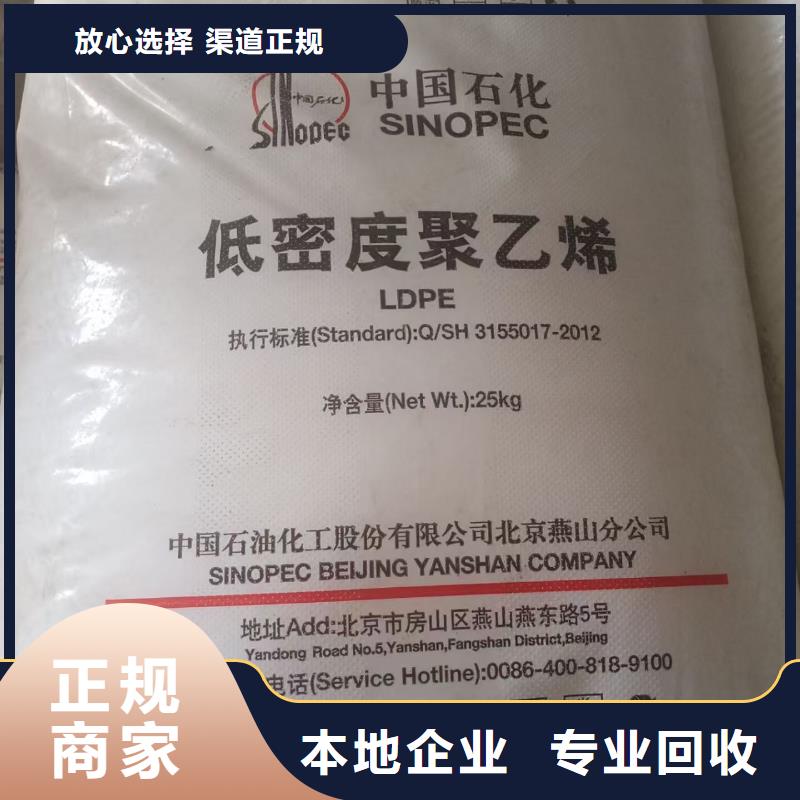 放心选择 渠道正规
中国石化
SINOPEC
中国石化
SINOPEC
低密度聚乙烯
LDPE
执行标准(Standard):Q/SH 3155017-2012
净含量(Net Wt.):25kg
中国石油化工股份有限公司北京燕山分公司
SINOPEC BEIJING YANSHAN COMPANY
地址Add:北京市房山区燕山燕东路5号
Yandong Road No.5,Yanshan,Fangshan District,Beijing
电话(Service Hotline):0086-400-818-9100
正规
商家
本地企业 专业回收